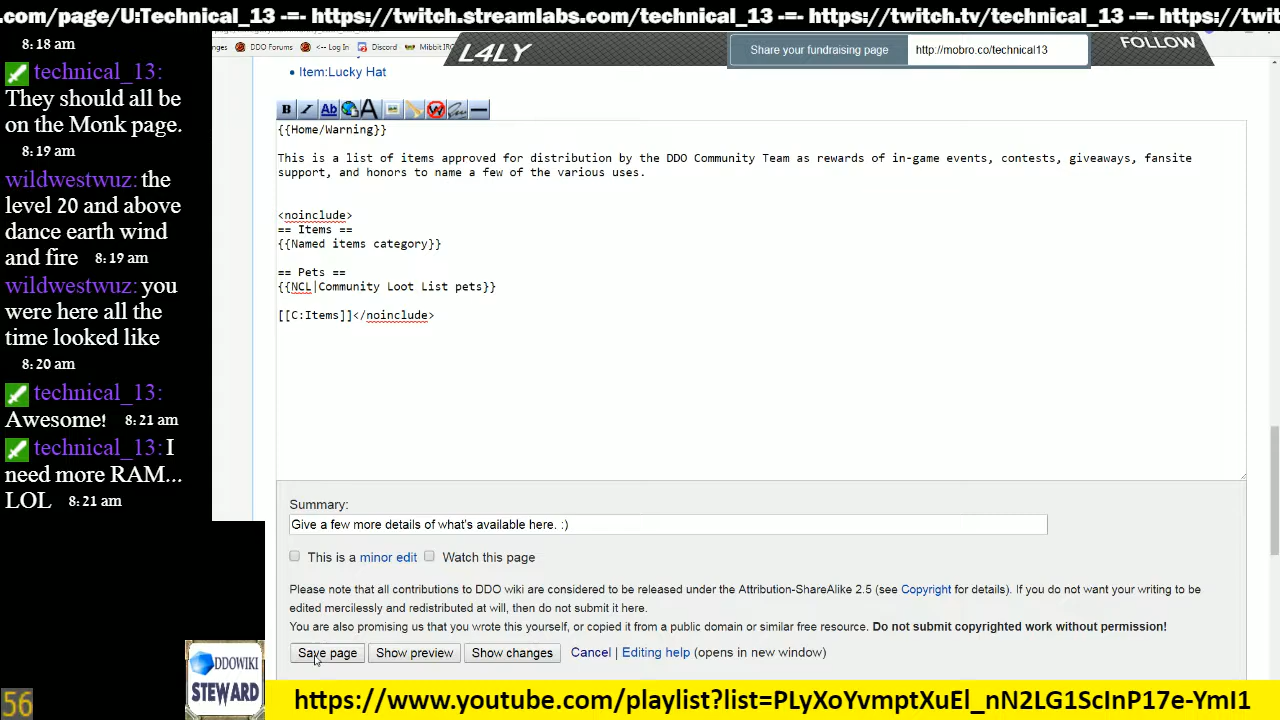 .com/page/U:Technical_13 -=- https://twitch.streamlabs.com/technical_13 -=- https://twitch.tv/technical_13 -=- https://twit
8:18 am
technical_13:
They should all be
on the Monk page.
8:19 am
wildwestwuz: the
level 20 and above
dance earth wind
and fire 8:19 am
wildwestwuz: you
were here all the
time looked like
8:20 am
technical_13:
Awesome! 8:21 am
technical_13: I
need more RAM...
LOL 8:21 am
nges DDO Forums <-- Log In Discord Mibbit IR
L4LY
Share your fundraising page http://mobro.co/technical13
FOLLOW
• Item:Lucky Hat
B I Ab A W
{{Home/Warning}}
This is a list of items approved for distribution by the DDO Community Team as rewards of in-game events, contests, giveaways, fansite
support, and honors to name a few of the various uses.
<noinclude>
== Items ==
{{Named items category}}
== Pets ==
{{NCL|Community Loot List pets}}
[[C:Items]]</noinclude>
Summary:
Give a few more details of what's available here. :)
This is a minor edit Watch this page
Please note that all contributions to DDO wiki are considered to be released under the Attribution-ShareAlike 2.5 (see Copyright for details). If you do not want your writing to be
edited mercilessly and redistributed at will, then do not submit it here.
You are also promising us that you wrote this yourself, or copied it from a public domain or similar free resource. Do not submit copyrighted work without permission!
Save page Show preview Show changes Cancel | Editing help (opens in new window)
DDOWIKI
STEWARD
56
https://www.youtube.com/playlist?list=PLyXoYvmptXuEl_nN2LG1ScInP17e-YmI1